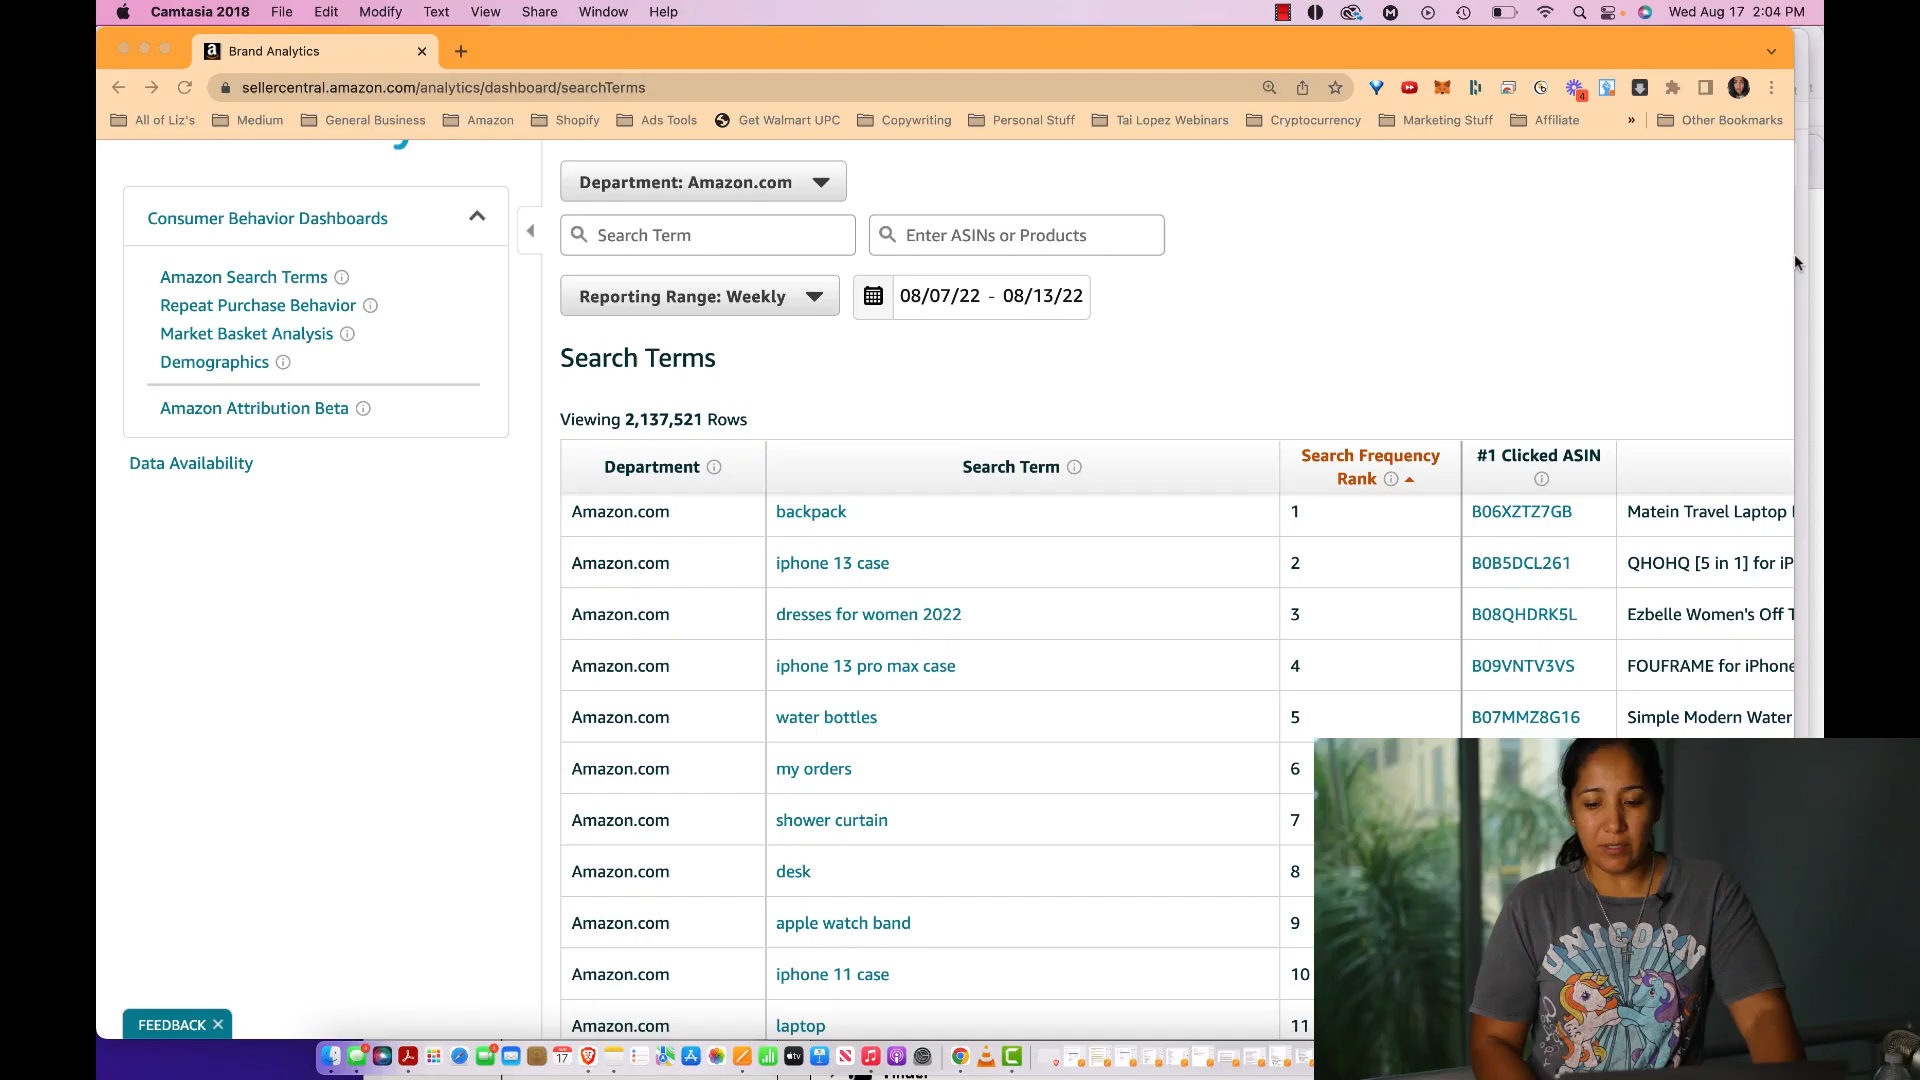 Camtasia 2018 File Edit Modify Text View Share Window Help Wed Aug 17 2:04 PM
Brand Analytics
sellercentral.amazon.com/analytics/dashboard/searchTerms
4
All of Liz's Medium General Business Amazon Shopify Ads Tools Get Walmart UPC Copywriting Personal Stuff Tai Lopez Webinars Cryptocurrency Marketing Stuff Affiliate » Other Bookmarks
Consumer Behavior Dashboards
Amazon Search Terms
Repeat Purchase Behavior
Market Basket Analysis
Demographics
Amazon Attribution Beta
Data Availability
FEEDBACK
Department: Amazon.com
Search Term Enter ASINs or Products
Reporting Range: Weekly 08/07/22 - 08/13/22
Search Terms
Viewing 2,137,521 Rows
Department Search Term Search Frequency Rank #1 Clicked ASIN
Amazon.com backpack 1 B06XZTZ7GB Matein Travel Laptop
Amazon.com iphone 13 case 2 B0B5DCL261 QHOHQ [5 in 1] for iP
Amazon.com dresses for women 2022 3 B08QHDRK5L Ezbelle Women's Off T
Amazon.com iphone 13 pro max case 4 B09VNTV3VS FOUFRAME for iPhone
Amazon.com water bottles 5 B07MMZ8G16 Simple Modern Water
Amazon.com my orders 6
Amazon.com shower curtain 7
Amazon.com desk 8
Amazon.com apple watch band 9
Amazon.com iphone 11 case 10
Amazon.com laptop 11
UNICORN
17